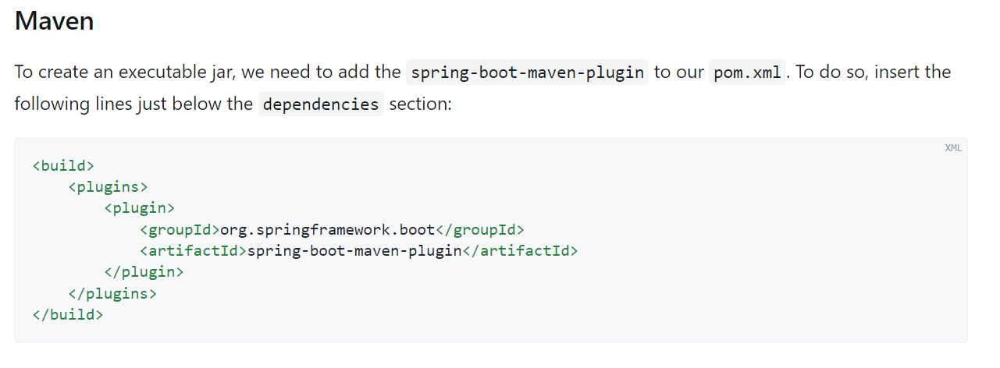 Maven
To create an executable jar, we need to add the spring-boot-maven-plugin to our pom.xml. To do so, insert the
following lines just below the dependencies section:
XML
<build>
    <plugins>
        <plugin>
            <groupId>org.springframework.boot</groupId>
            <artifactId>spring-boot-maven-plugin</artifactId>
        </plugin>
    </plugins>
</build>